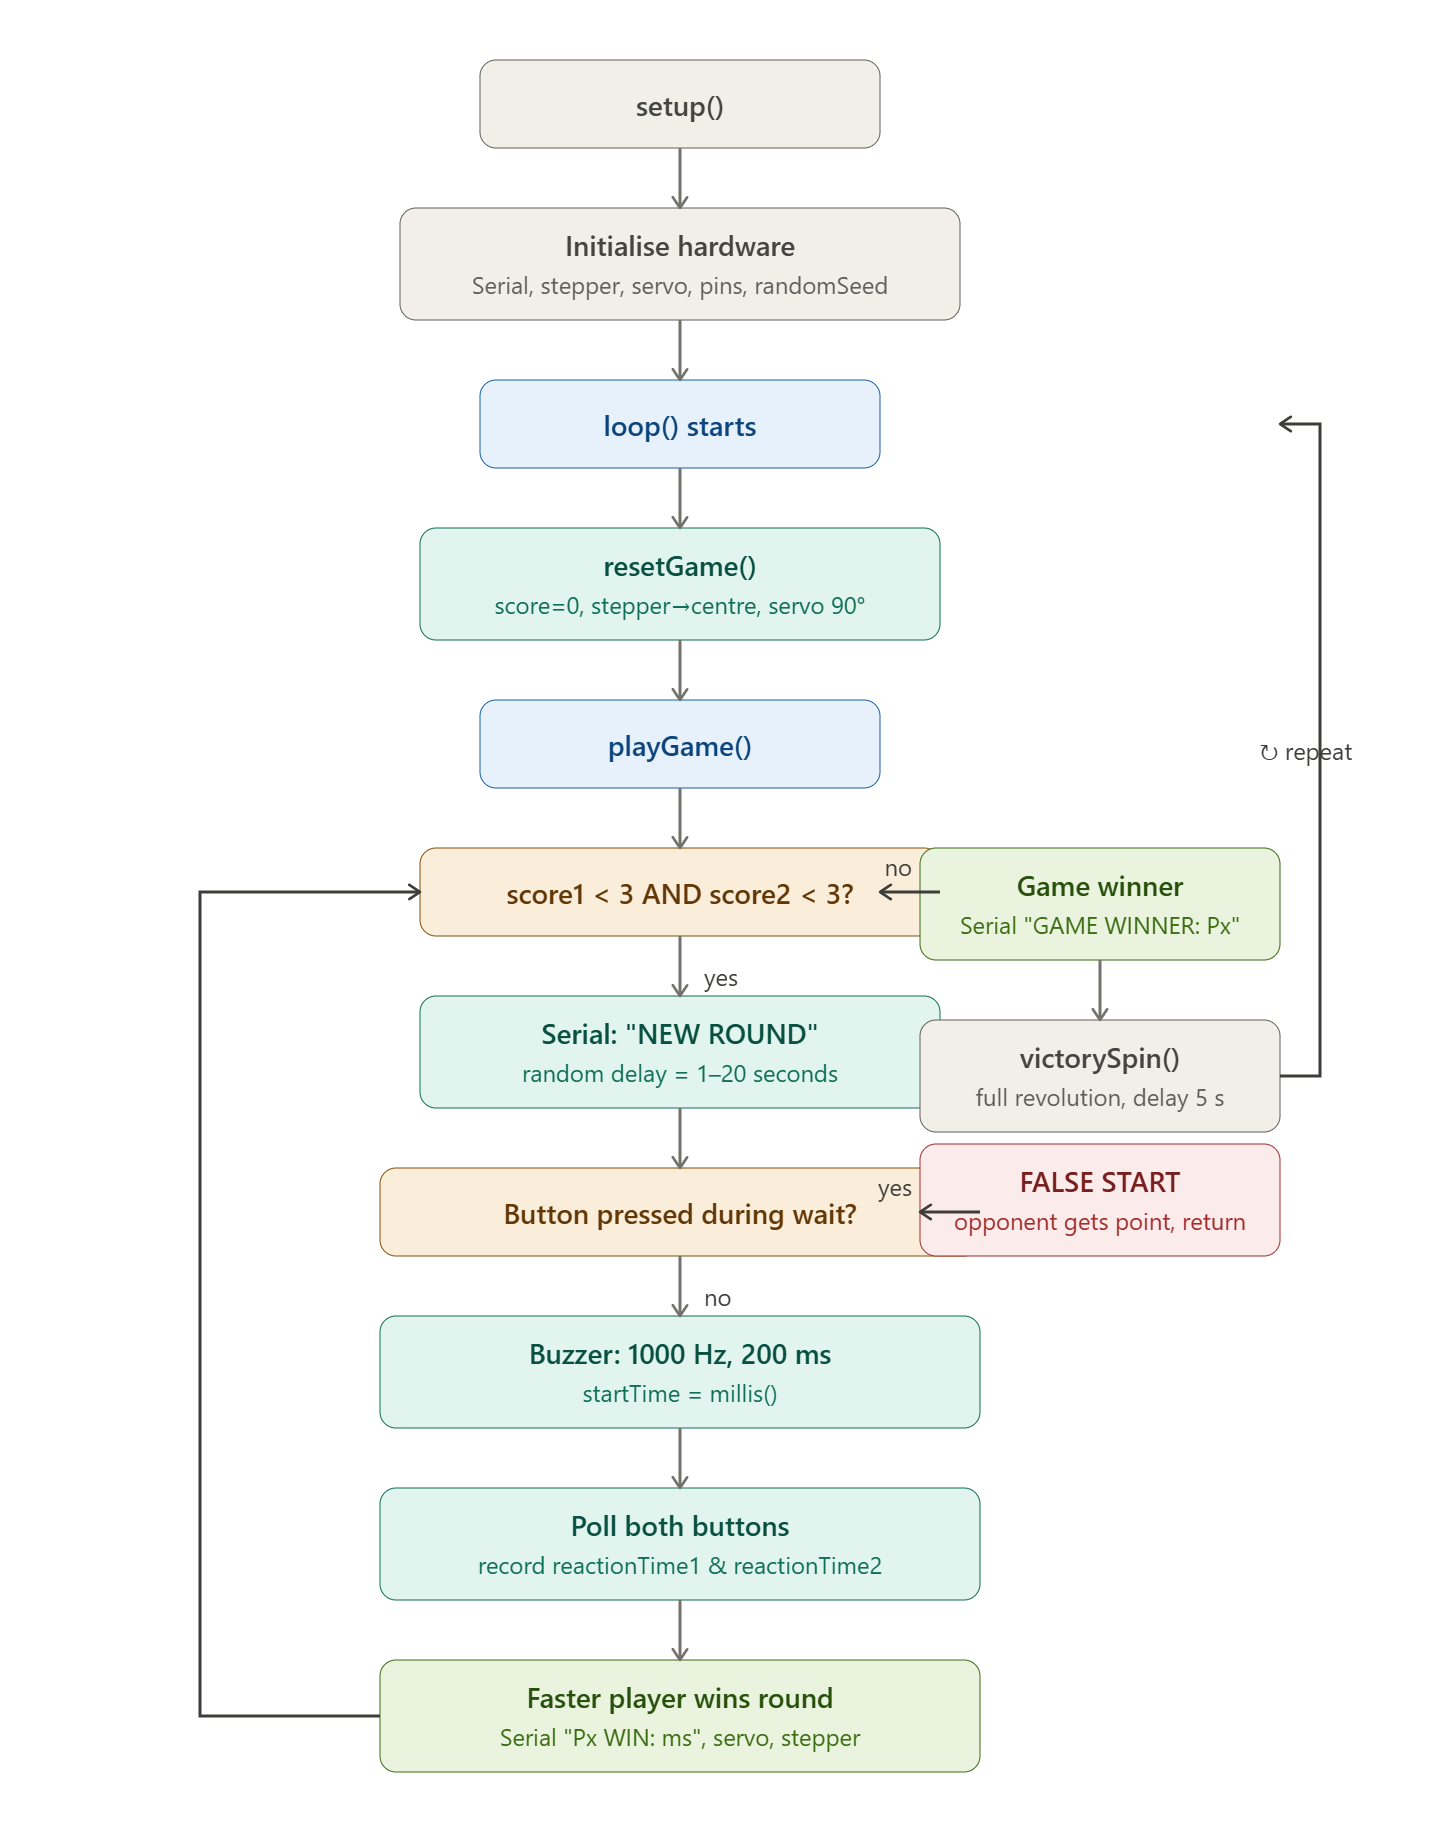 setup()
Initialise hardware
Serial, stepper, servo, pins, randomSeed
loop() starts
resetGame()
score=0, stepper→centre, servo 90°
playGame()
↻ repeat
score1 < 3 AND score2 < 3?
no
Game winner
Serial "GAME WINNER: Px"
yes
Serial: "NEW ROUND"
random delay = 1–20 seconds
victorySpin()
full revolution, delay 5 s
Button pressed during wait?
yes
FALSE START
opponent gets point, return
no
Buzzer: 1000 Hz, 200 ms
startTime = millis()
Poll both buttons
record reactionTime1 & reactionTime2
Faster player wins round
Serial "Px WIN: ms", servo, stepper